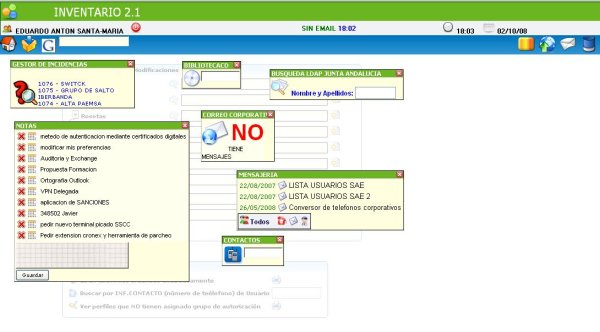 INVENTARIO 2.1
EDUARDO ANTON SANTA-MARIA
SIN EMAIL 18:02
18:03
02/10/08
G
GESTOR DE INCIDENCIAS
1076 - SWITCK
1075 - GRUPO DE SALTO
IBERBANDA
1074 - ALTA PAEMSA
Modificaciones
BIBLIOTECACD
BUSQUEDA LDAP JUNTA ANDALUCIA
Nombre y Apellidos:
Recetas
CORREO CORPORATIV
NO
TIENE
MENSAJES
NOTAS
metedo de autenticacion mediante certificados digitales
modificar mis preferencias
Auditoria y Exchange
Propuesta Formacion
Ortografia Outlook
VPN Delegada
aplicacion de SANCIONES
348502 Javier
pedir nuevo terminal picado SSCC
Pedir extension cronex y herramienta de parcheo
Guardar
MENSAJERIA
22/08/2007 LISTA USUARIOS SAE
22/08/2007 LISTA USUARIOS SAE 2
26/05/2008 Conversor de telefonos corporativos
Todos
CONTACTOS
Buscar por INF.CONTACTO (número de teléfono) de Usuario
Ver perfiles que NO tienen asignado grupo de autorización